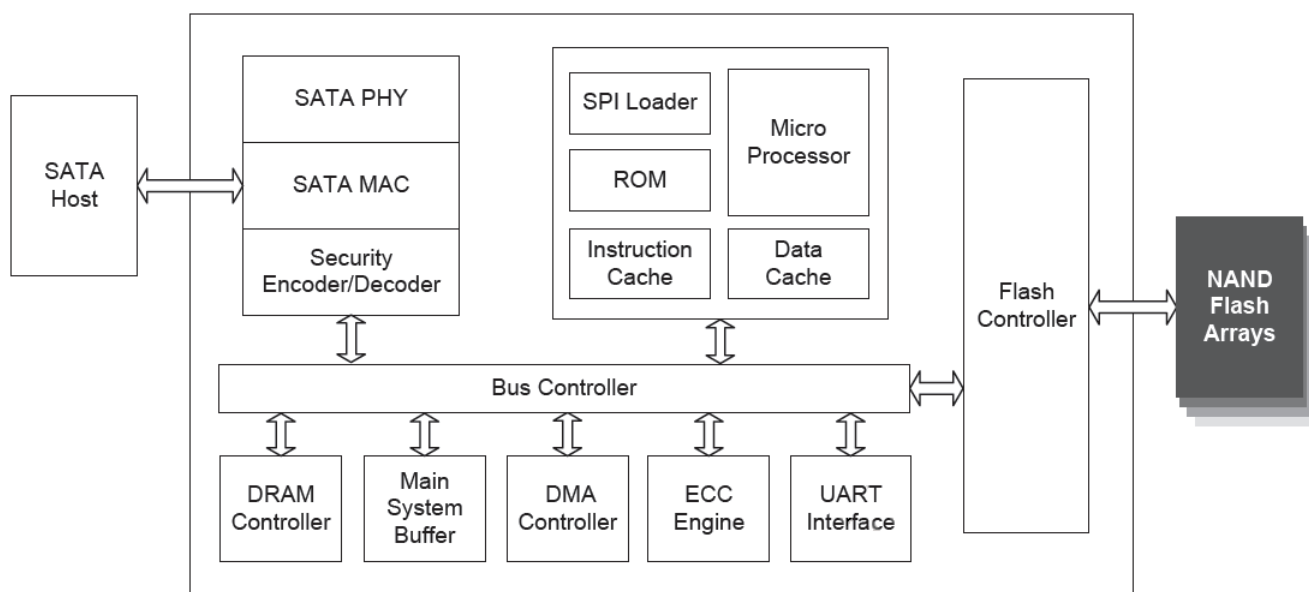 SATA
Host
SATA PHY
SATA MAC
Security
Encoder/Decoder
SPI Loader
ROM
Instruction
Cache
Micro
Processor
Data
Cache
Flash
Controller
NAND
Flash
Arrays
Bus Controller
DRAM
Controller
Main
System
Buffer
DMA
Controller
ECC
Engine
UART
Interface